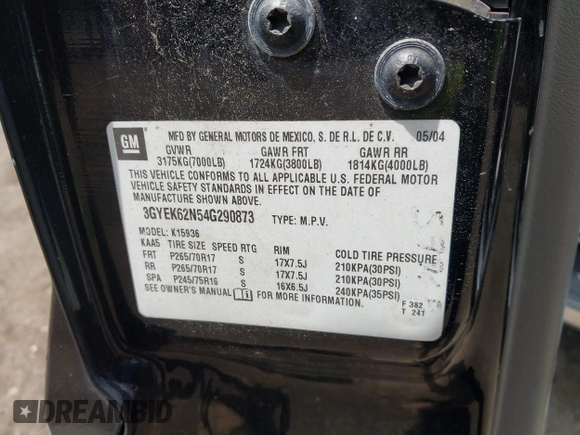 GM
MFD BY GENERAL MOTORS DE MEXICO, S. DE R.L. DE C.V. 05/04
GVWR GAWR FRT GAWR RR
3175KG(7000LB) 1724KG(3800LB) 1814KG(4000LB)
THIS VEHICLE CONFORMS TO ALL APPLICABLE U.S. FEDERAL MOTOR
VEHICLE SAFETY STANDARDS IN EFFECT ON THE DATE OF
MANUFACTURE SHOWN ABOVE.
3GYEK62N54G290873 TYPE: M.P.V.
MODEL: K15936
KAA5 TIRE SIZE SPEED RTG RIM COLD TIRE PRESSURE
FRT P265/70R17 S 17X7.5J 210KPA(30PSI)
RR P265/70R17 S 17X7.5J 210KPA(30PSI)
SPA P245/75R16 S 16X6.5J 240KPA(35PSI)
SEE OWNER'S MANUAL FOR MORE INFORMATION.
F 382
T 241
DREAMBID